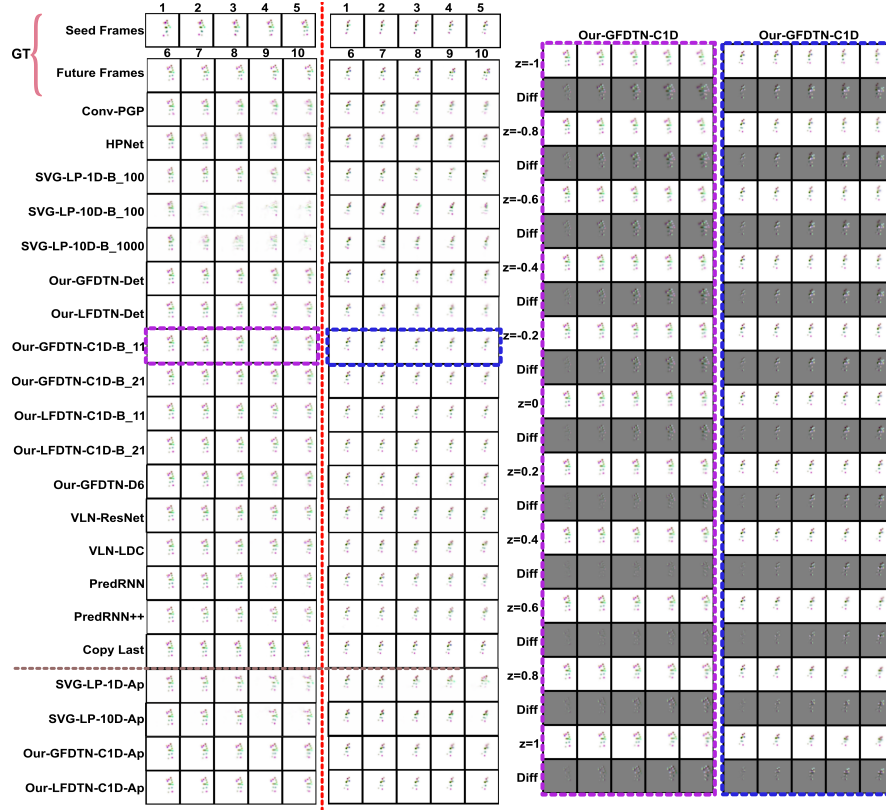 1 2 3 4 5 1 2 3 4 5
Seed Frames
GT
6 7 8 9 10 6 7 8 9 10
Future Frames
Conv-PGP
HPNet
SVG-LP-1D-B_100
SVG-LP-10D-B_100
SVG-LP-10D-B_1000
Our-GFDTN-Det
Our-LFDTN-Det
Our-GFDTN-C1D-B_11
Our-GFDTN-C1D-B_21
Our-LFDTN-C1D-B_11
Our-LFDTN-C1D-B_21
Our-GFDTN-D6
VLN-ResNet
VLN-LDC
PredRNN
PredRNN++
Copy Last
SVG-LP-1D-Ap
SVG-LP-10D-Ap
Our-GFDTN-C1D-Ap
Our-LFDTN-C1D-Ap
Our-GFDTN-C1D Our-GFDTN-C1D
z=-1
Diff
z=-0.8
Diff
z=-0.6
Diff
z=-0.4
Diff
z=-0.2
Diff
z=0
Diff
z=0.2
Diff
z=0.4
Diff
z=0.6
Diff
z=0.8
Diff
z=1
Diff